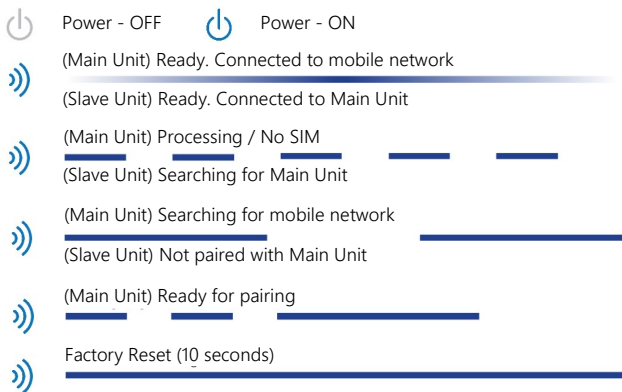 Power - OFF Power - ON
(Main Unit) Ready. Connected to mobile network
(Slave Unit) Ready. Connected to Main Unit
(Main Unit) Processing / No SIM
(Slave Unit) Searching for Main Unit
(Main Unit) Searching for mobile network
(Slave Unit) Not paired with Main Unit
(Main Unit) Ready for pairing
Factory Reset (10 seconds)